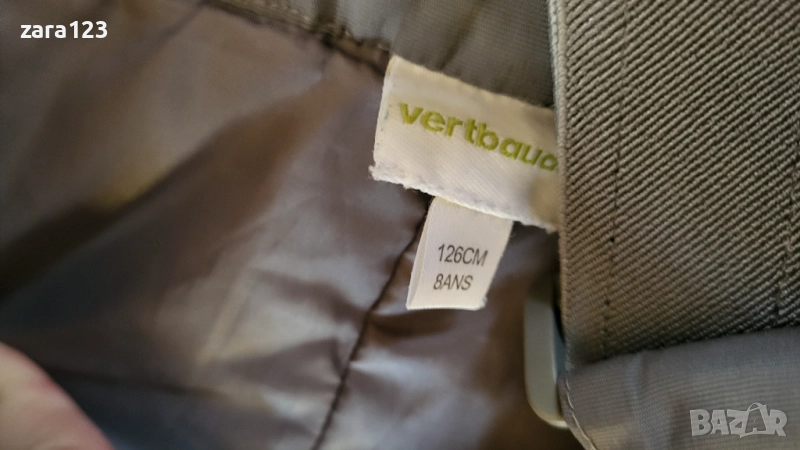 zara123
vertbaud
126CM
8ANS
BAZAR